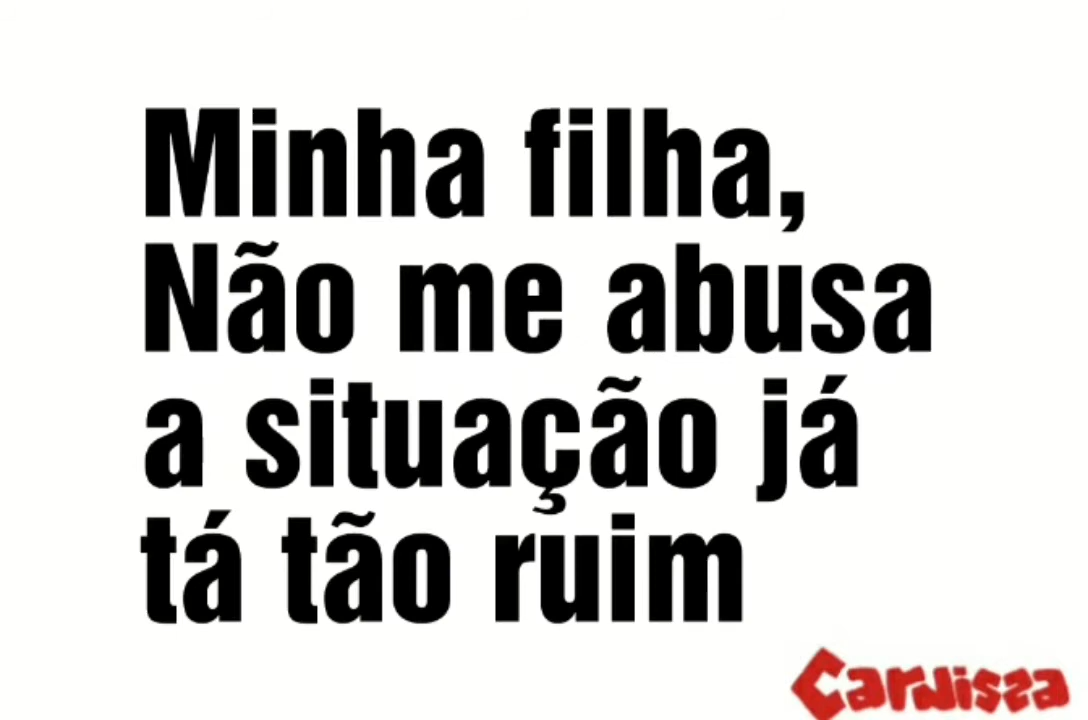 Minha filha,
Não me abusa
a situação já
tá tão ruim
Cardisza